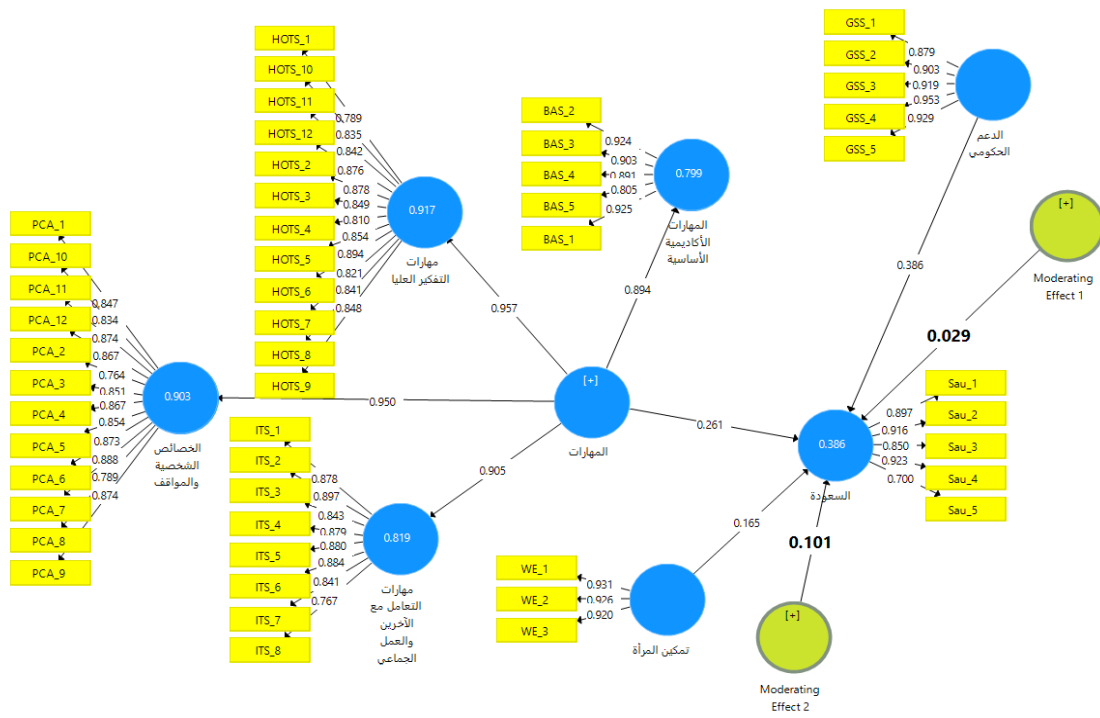 HOTS_1
HOTS_10
HOTS_11
HOTS_12
HOTS_2
HOTS_3
HOTS_4
HOTS_5
HOTS_6
HOTS_7
HOTS_8
HOTS_9
0.789
0.835
0.842
0.876
0.878
0.849
0.810
0.854
0.894
0.821
0.841
0.848
0.917
مهارات
التفكير العليا
BAS_2
BAS_3
BAS_4
BAS_5
BAS_1
0.924
0.903
0.891
0.805
0.925
0.799
المهارات
الأكاديمية
الأساسية
GSS_1
GSS_2
GSS_3
GSS_4
GSS_5
0.879
0.903
0.919
0.953
0.929
الدعم
الحكومي
[+]
Moderating
Effect 1
0.386
0.029
PCA_1
PCA_10
PCA_11
PCA_12
PCA_2
PCA_3
PCA_4
PCA_5
PCA_6
PCA_7
PCA_8
PCA_9
0.847
0.834
0.874
0.867
0.764
0.851
0.867
0.854
0.873
0.888
0.789
0.874
0.903
الخصائص
الشخصية
والمواقف
0.957
0.894
0.950
[+]
المهارات
0.261
0.905
ITS_1
ITS_2
ITS_3
ITS_4
ITS_5
ITS_6
ITS_7
ITS_8
0.878
0.897
0.843
0.879
0.880
0.884
0.841
0.767
0.819
مهارات
التعامل مع
الآخرين
والعمل
الجماعي
0.386
السعودة
Sau_1
Sau_2
Sau_3
Sau_4
Sau_5
0.897
0.916
0.850
0.923
0.700
WE_1
WE_2
WE_3
0.931
0.926
0.920
تمكين المرأة
0.165
0.101
[+]
Moderating
Effect 2